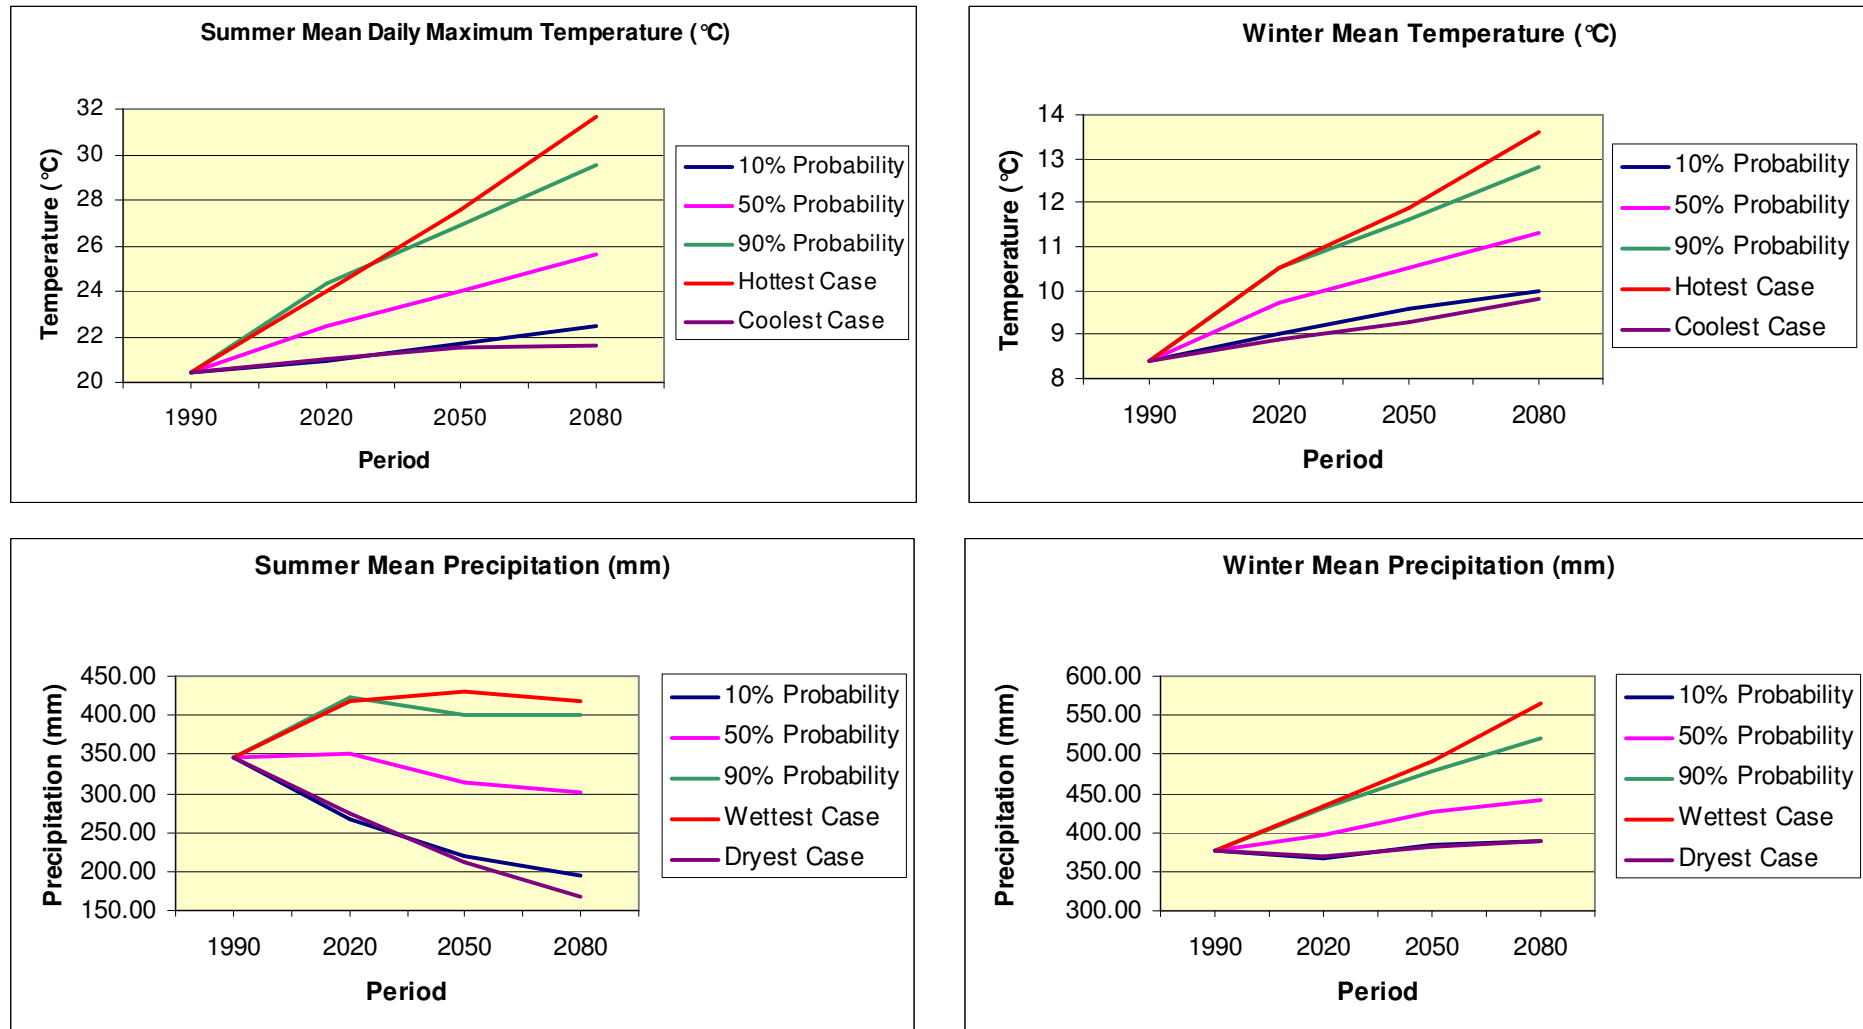 Summer Mean Daily Maximum Temperature (°C)
32
30
28
26
24
22
20
Temperature (°C)
1990 2020 2050 2080
Period
10% Probability
50% Probability
90% Probability
Hottest Case
Coolest Case
Winter Mean Temperature (°C)
14
13
12
11
10
9
8
Temperature (°C)
1990 2020 2050 2080
Period
10% Probability
50% Probability
90% Probability
Hotest Case
Coolest Case
Summer Mean Precipitation (mm)
450.00
400.00
350.00
300.00
250.00
200.00
150.00
Precipitation (mm)
1990 2020 2050 2080
Period
10% Probability
50% Probability
90% Probability
Wettest Case
Dryest Case
Winter Mean Precipitation (mm)
600.00
550.00
500.00
450.00
400.00
350.00
300.00
Precipitation (mm)
1990 2020 2050 2080
Period
10% Probability
50% Probability
90% Probability
Wettest Case
Dryest Case